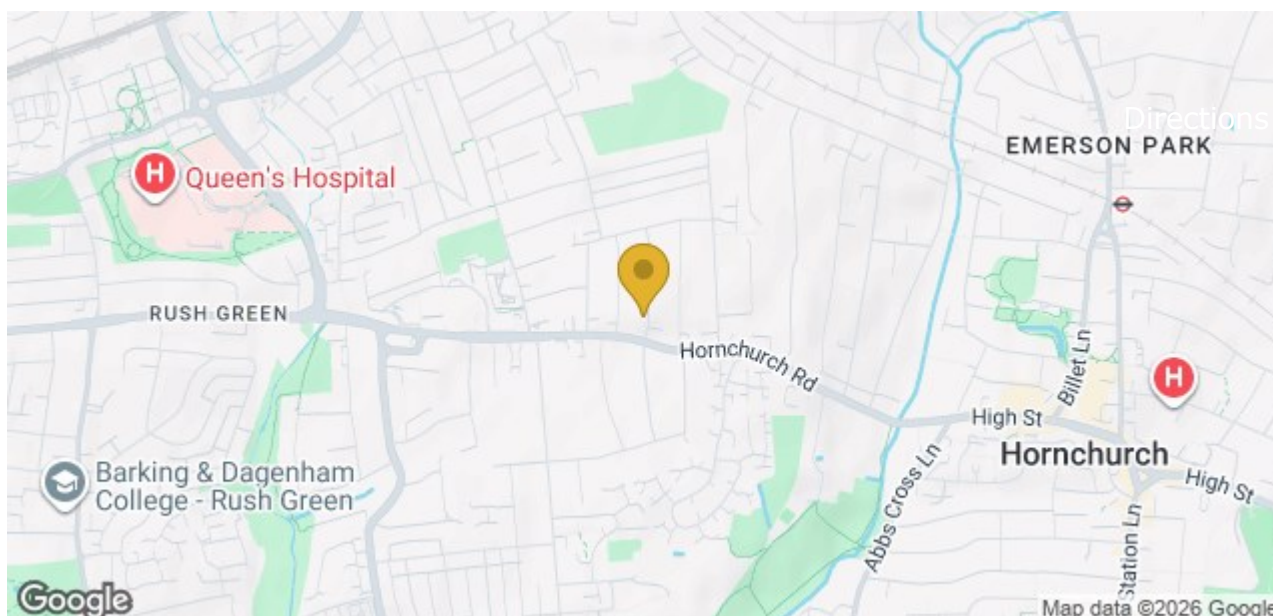 Directions
EMERSON PARK
H
Queen's Hospital
RUSH GREEN
Hornchurch Rd
Billet Ln
H
High St
Hornchurch
Barking & Dagenham
College - Rush Green
Abbs Cross Ln
High St
Station Ln
Google
Map data ©2026 Google